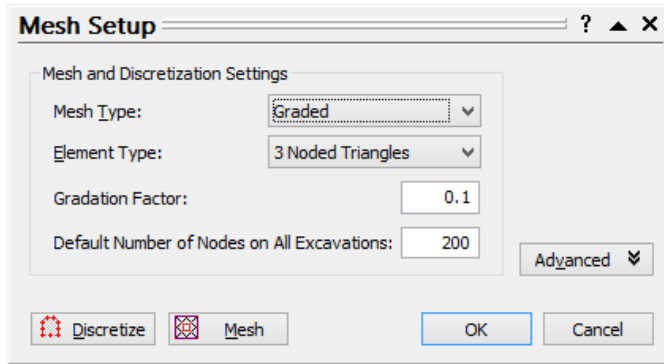 Mesh Setup ?
Mesh and Discretization Settings
Mesh Type: Graded
Element Type: 3 Noded Triangles
Gradation Factor: 0.1
Default Number of Nodes on All Excavations: 200
Advanced
Discretize Mesh OK Cancel